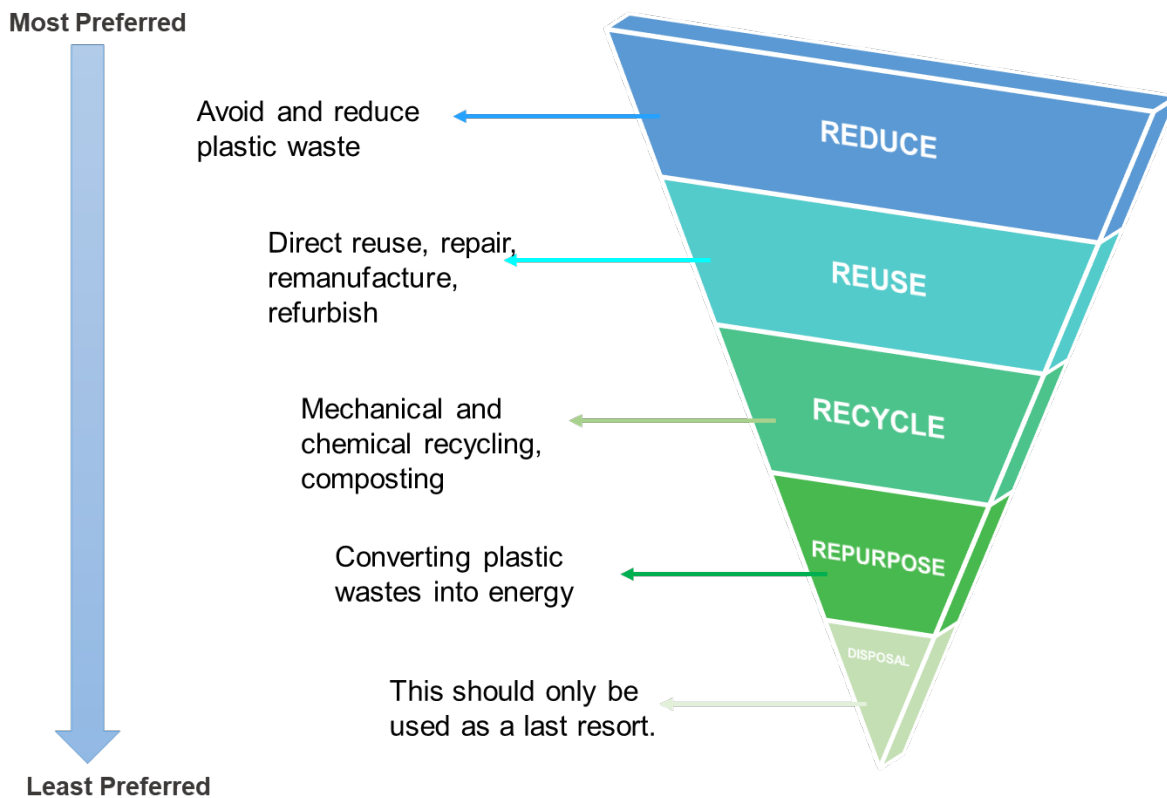 Most Preferred
Avoid and reduce
plastic waste
REDUCE
Direct reuse, repair,
remanufacture,
refurbish
REUSE
Mechanical and
chemical recycling,
composting
RECYCLE
Converting plastic
wastes into energy
REPURPOSE
This should only be
used as a last resort.
DISPOSAL
Least Preferred